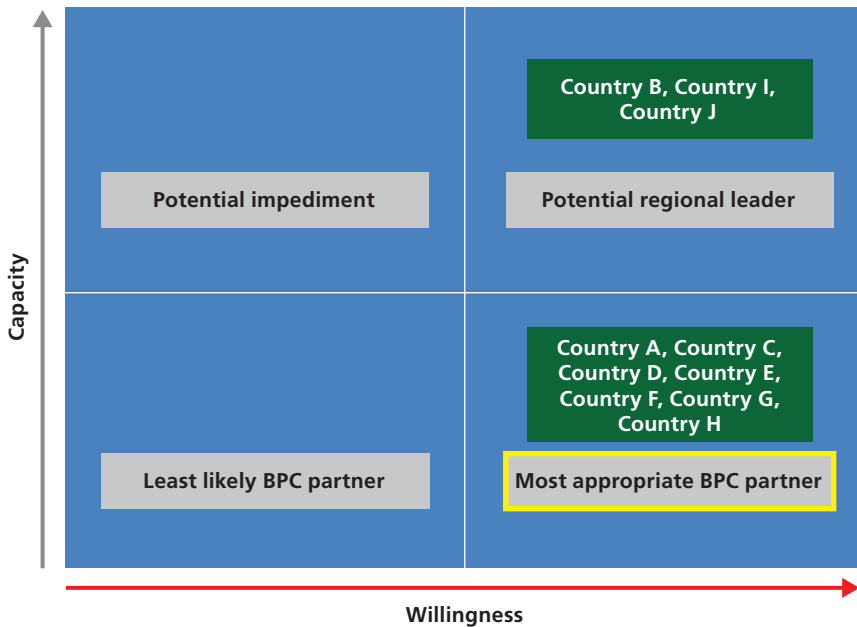 Country B, Country I,
Country J
Potential impediment
Potential regional leader
Capacity
Country A, Country C,
Country D, Country E,
Country F, Country G,
Country H
Least likely BPC partner
Most appropriate BPC partner
Willingness